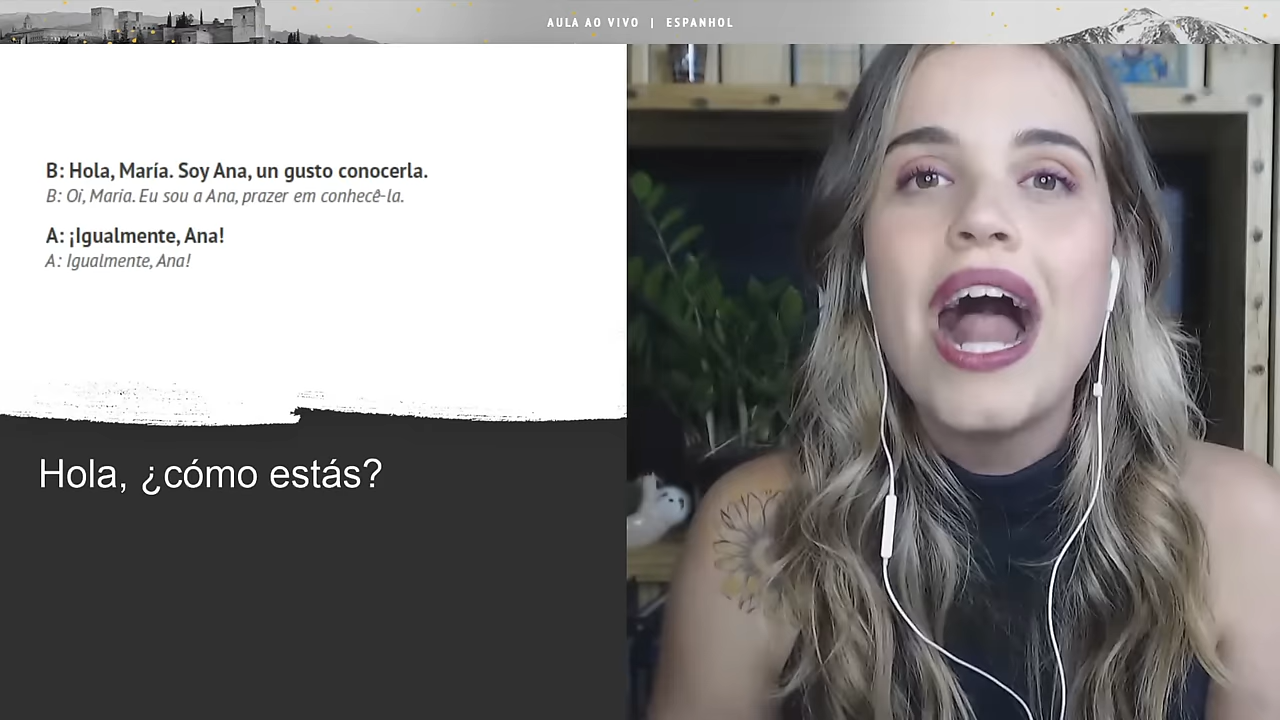 AULA AO VIVO | ESPANHOL
B: Hola, María. Soy Ana, un gusto conocerla.
B: Oi, Maria. Eu sou a Ana, prazer em conhecê-la.
A: ¡Igualmente, Ana!
A: Igualmente, Ana!
Hola, ¿cómo estás?